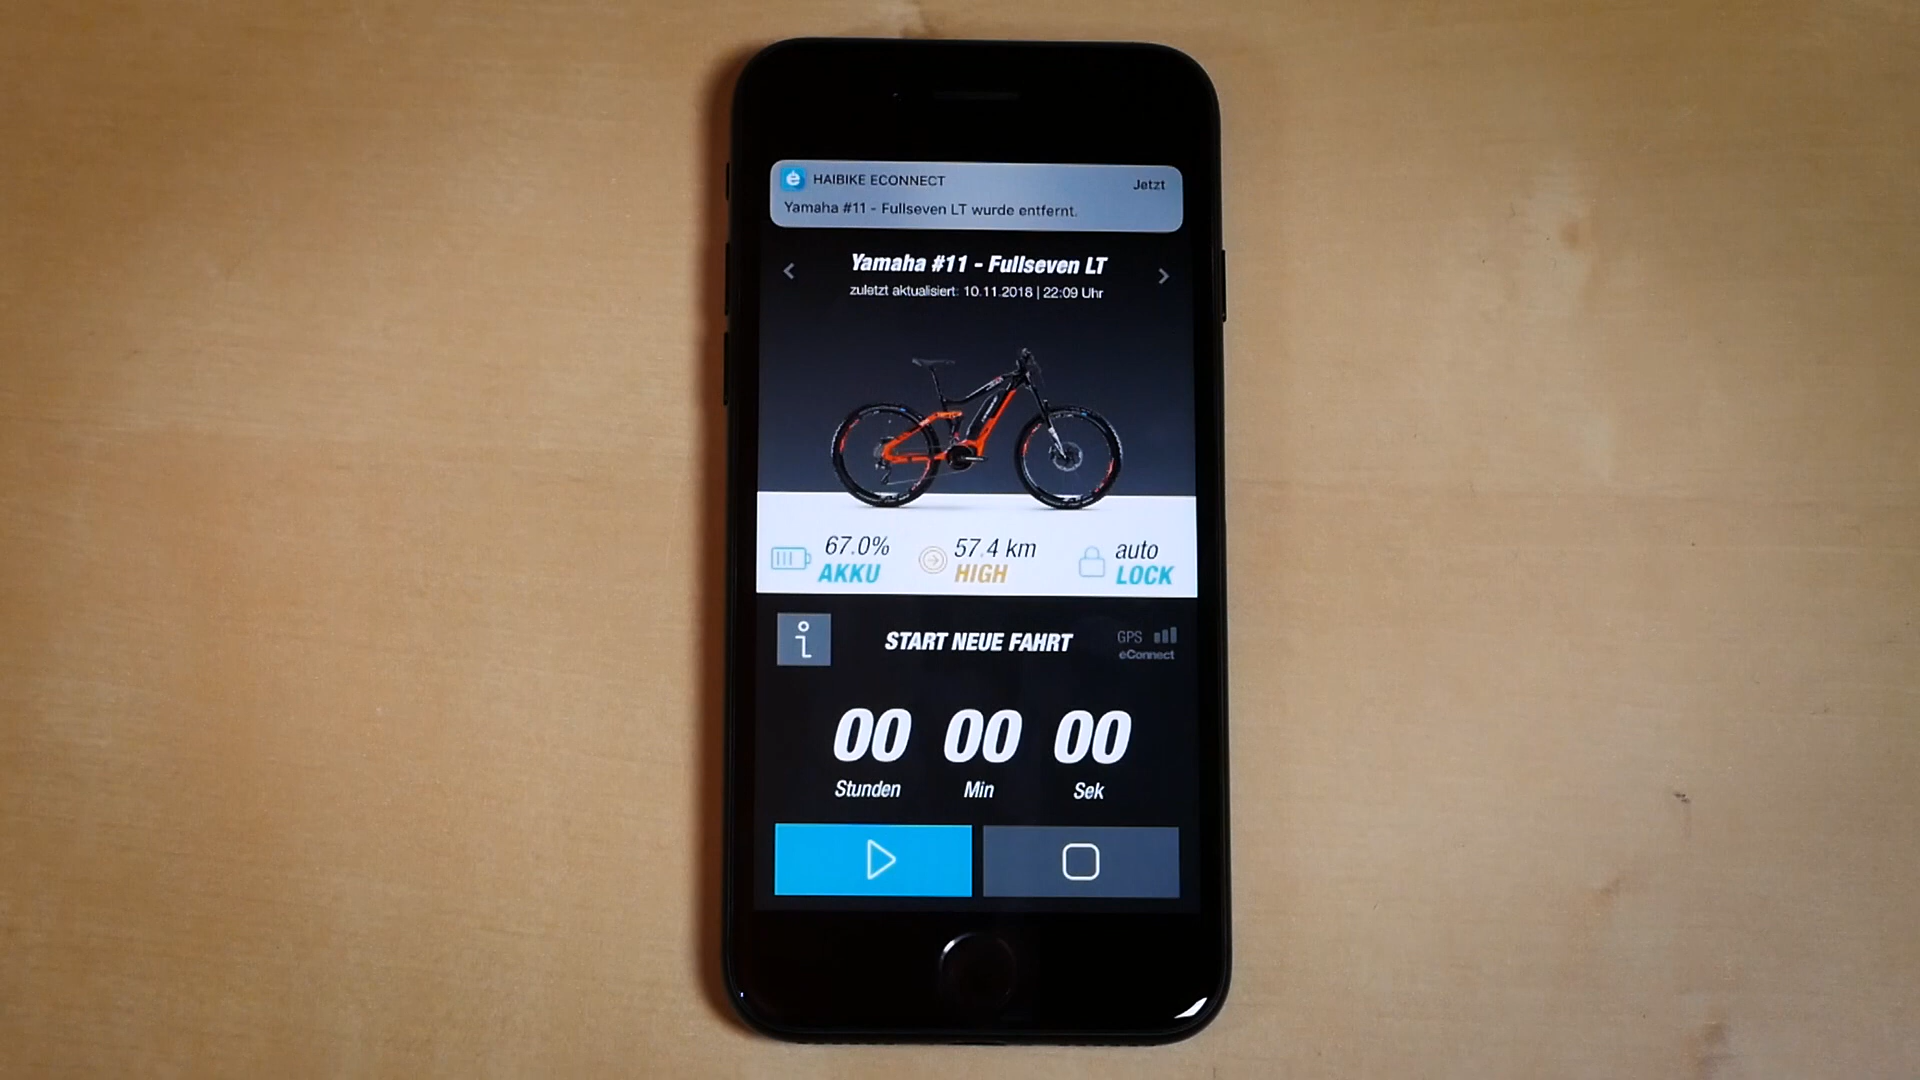 HAIBIKE ECONNECT
Jetzt
Yamaha #11 - Fullseven LT wurde entfernt.
Yamaha #11 - Fullseven LT
zuletzt aktualisiert: 10.11.2018 | 22:09 Uhr
67.0%
AKKU
57.4 km
HIGH
auto
LOCK
START NEUE FAHRT
GPS
eConnect
00 00 00
Stunden Min Sek